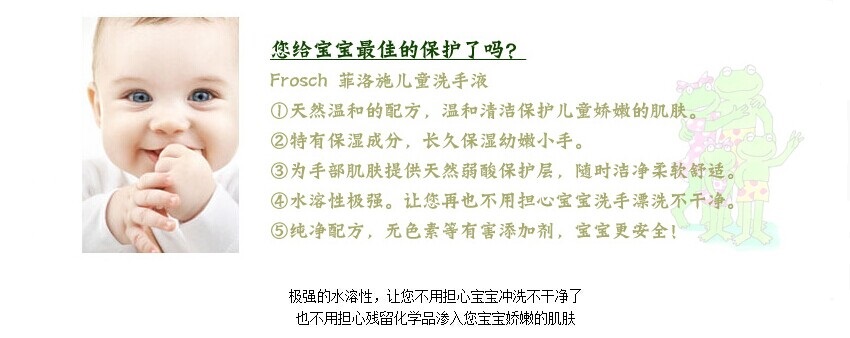 您给宝宝最佳的保护了吗？
Frosch 菲洛施儿童洗手液
①天然温和的配方，温和清洁保护儿童娇嫩的肌肤。
②特有保湿成分，长久保湿幼嫩小手。
③为手部肌肤提供天然弱酸保护层，随时洁净柔软舒适。
④水溶性极强。让您再也不用担心宝宝洗手漂洗不干净。
⑤纯净配方，无色素等有害添加剂，宝宝更安全！
极强的水溶性，让您不用担心宝宝冲洗不干净了
也不用担心残留化学品渗入您宝宝娇嫩的肌肤